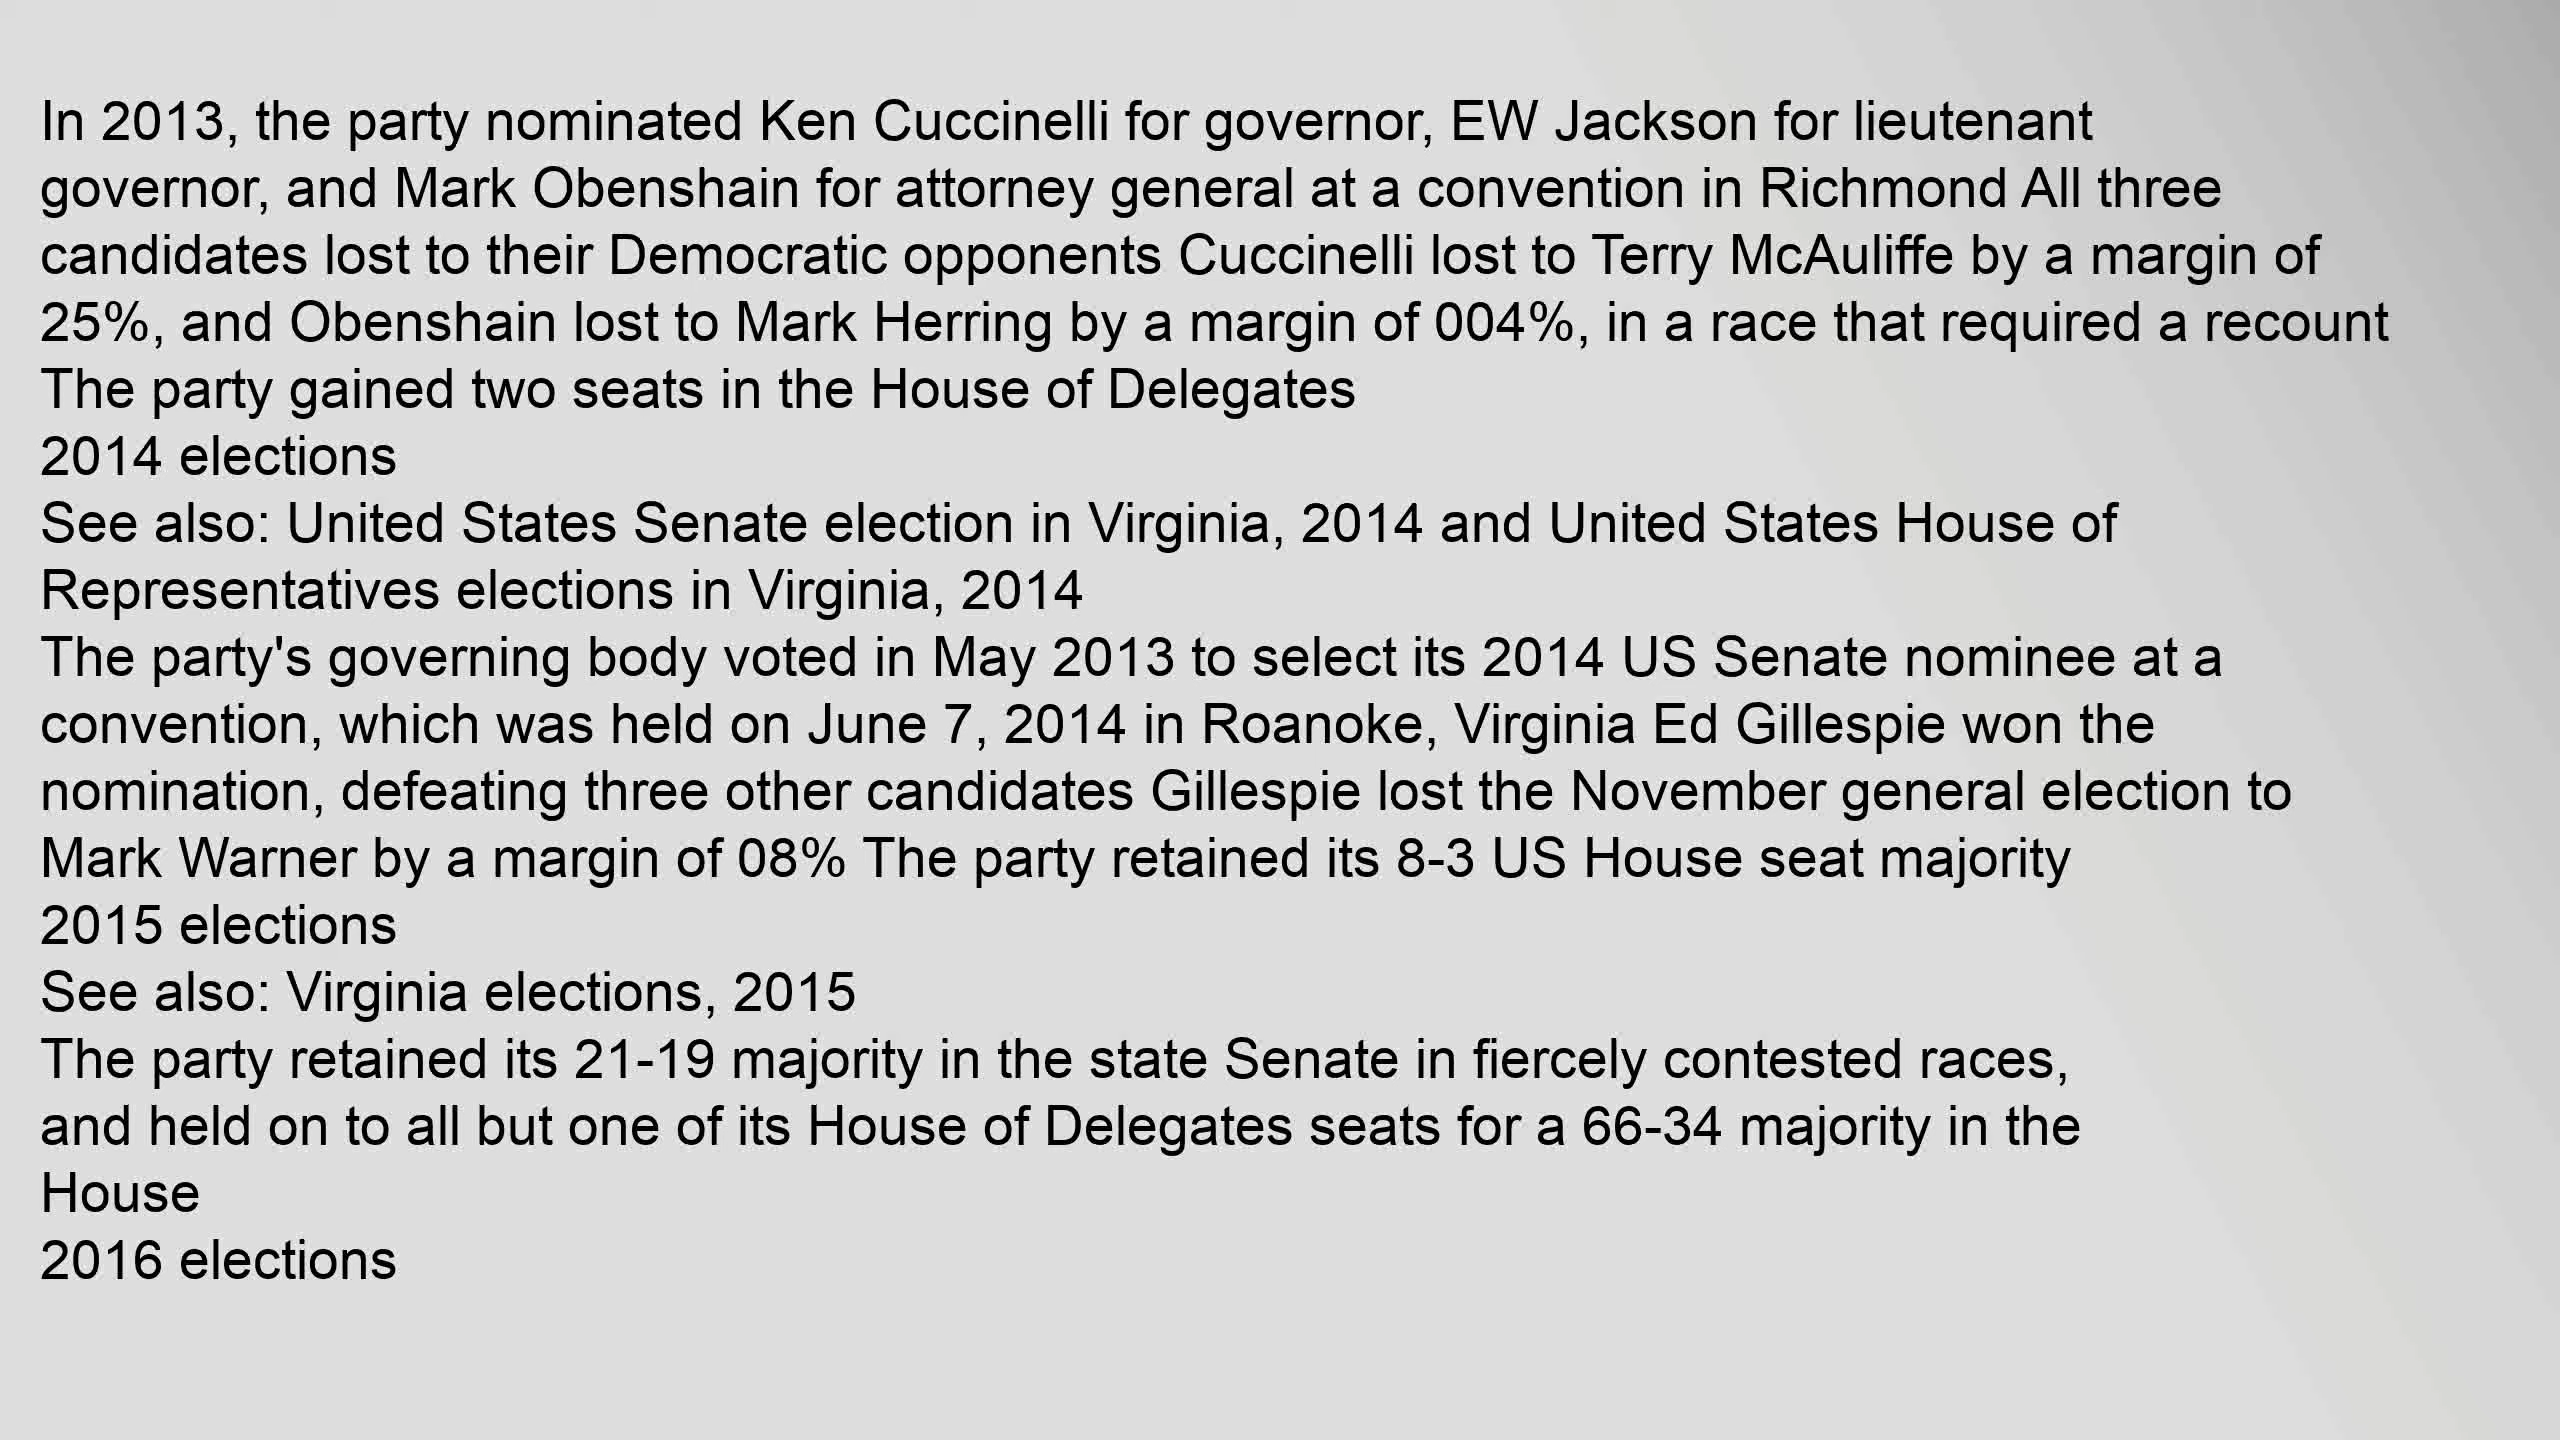 In 2013, the party nominated Ken Cuccinelli for governor, EW Jackson for lieutenant
governor, and Mark Obenshain for attorney general at a convention in Richmond All three
candidates lost to their Democratic opponents Cuccinelli lost to Terry McAuliffe by a margin of
25%, and Obenshain lost to Mark Herring by a margin of 004%, in a race that required a recount
The party gained two seats in the House of Delegates
2014 elections
See also: United States Senate election in Virginia, 2014 and United States House of
Representatives elections in Virginia, 2014
The party's governing body voted in May 2013 to select its 2014 US Senate nominee at a
convention, which was held on June 7, 2014 in Roanoke, Virginia Ed Gillespie won the
nomination, defeating three other candidates Gillespie lost the November general election to
Mark Warner by a margin of 08% The party retained its 8-3 US House seat majority
2015 elections
See also: Virginia elections, 2015
The party retained its 21-19 majority in the state Senate in fiercely contested races,
and held on to all but one of its House of Delegates seats for a 66-34 majority in the
House
2016 elections